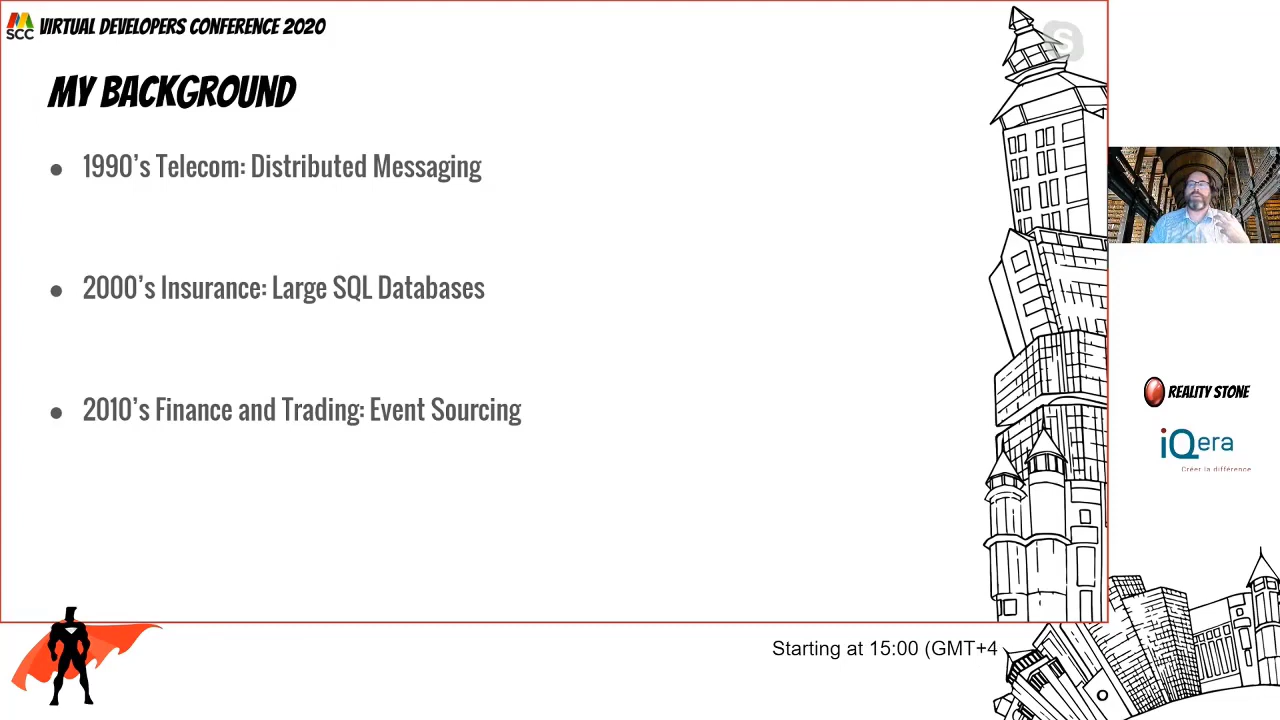 SCC VIRTUAL DEVELOPERS CONFERENCE 2020
S
MY BACKGROUND
● 1990's Telecom: Distributed Messaging
● 2000's Insurance: Large SQL Databases
● 2010's Finance and Trading: Event Sourcing
REALITY STONE
iQera
Créer la différence
Starting at 15:00 (GMT+4